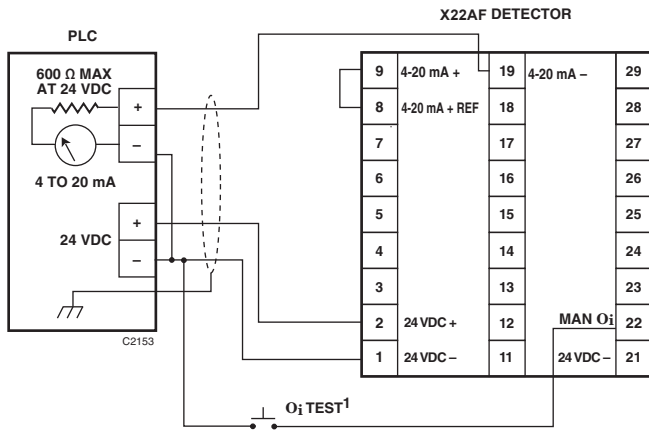 X22AF DETECTOR
PLC
600 Ω MAX
AT 24 VDC
+
–
4 TO 20 mA
24 VDC
+
–
C2153
9 4-20 mA + 19 4-20 mA – 29
8 4-20 mA + REF 18 28
7 17 27
6 16 26
5 15 25
4 14 24
3 13 23
2 24 VDC + 12 MAN Oi 22
1 24 VDC – 11 24 VDC – 21
Oi TEST1